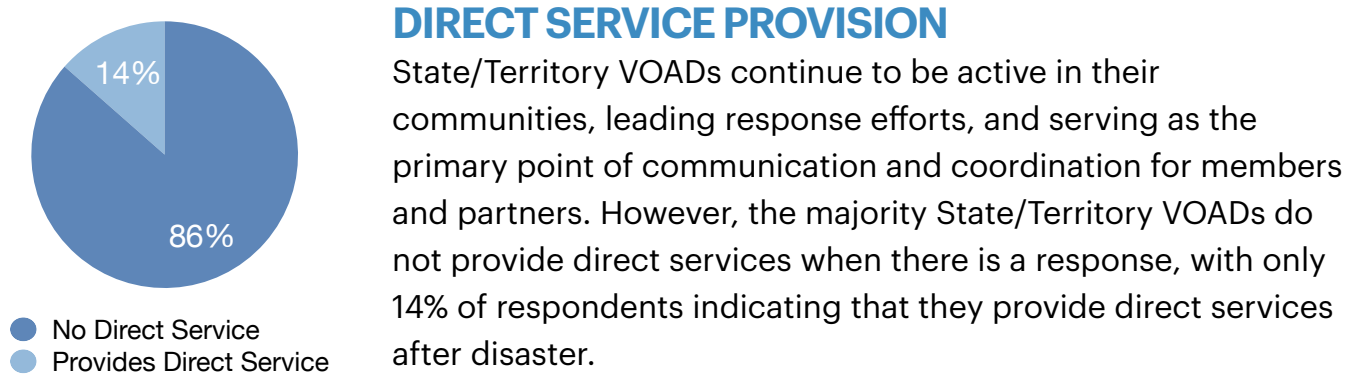 14%
86%
No Direct Service
Provides Direct Service
DIRECT SERVICE PROVISION
State/Territory VOADs continue to be active in their
communities, leading response efforts, and serving as the
primary point of communication and coordination for members
and partners. However, the majority State/Territory VOADs do
not provide direct services when there is a response, with only
14% of respondents indicating that they provide direct services
after disaster.